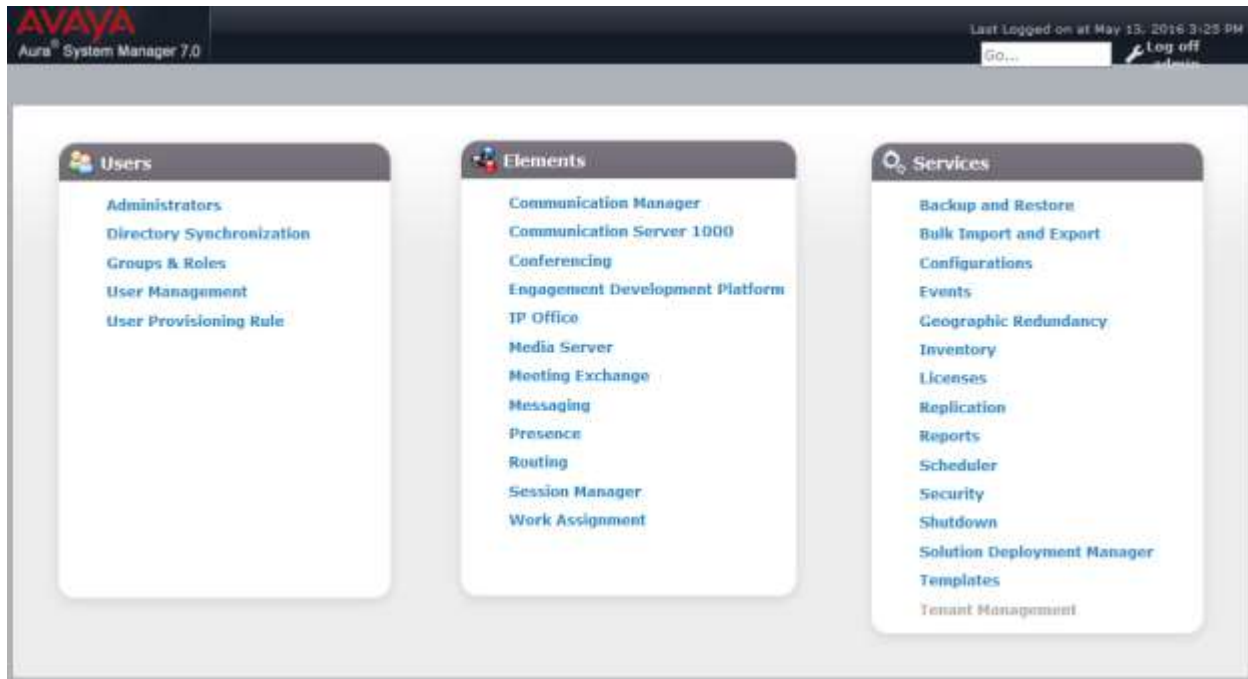 AVAYA
Aura® System Manager 7.0
Last Logged on at May 13, 2016 3:25 PM
Go...
Log off
admin
Users
Administrators
Directory Synchronization
Groups & Roles
User Management
User Provisioning Rule
Elements
Communication Manager
Communication Server 1000
Conferencing
Engagement Development Platform
IP Office
Media Server
Meeting Exchange
Messaging
Presence
Routing
Session Manager
Work Assignment
Services
Backup and Restore
Bulk Import and Export
Configurations
Events
Geographic Redundancy
Inventory
Licenses
Replication
Reports
Scheduler
Security
Shutdown
Solution Deployment Manager
Templates
Tenant Management